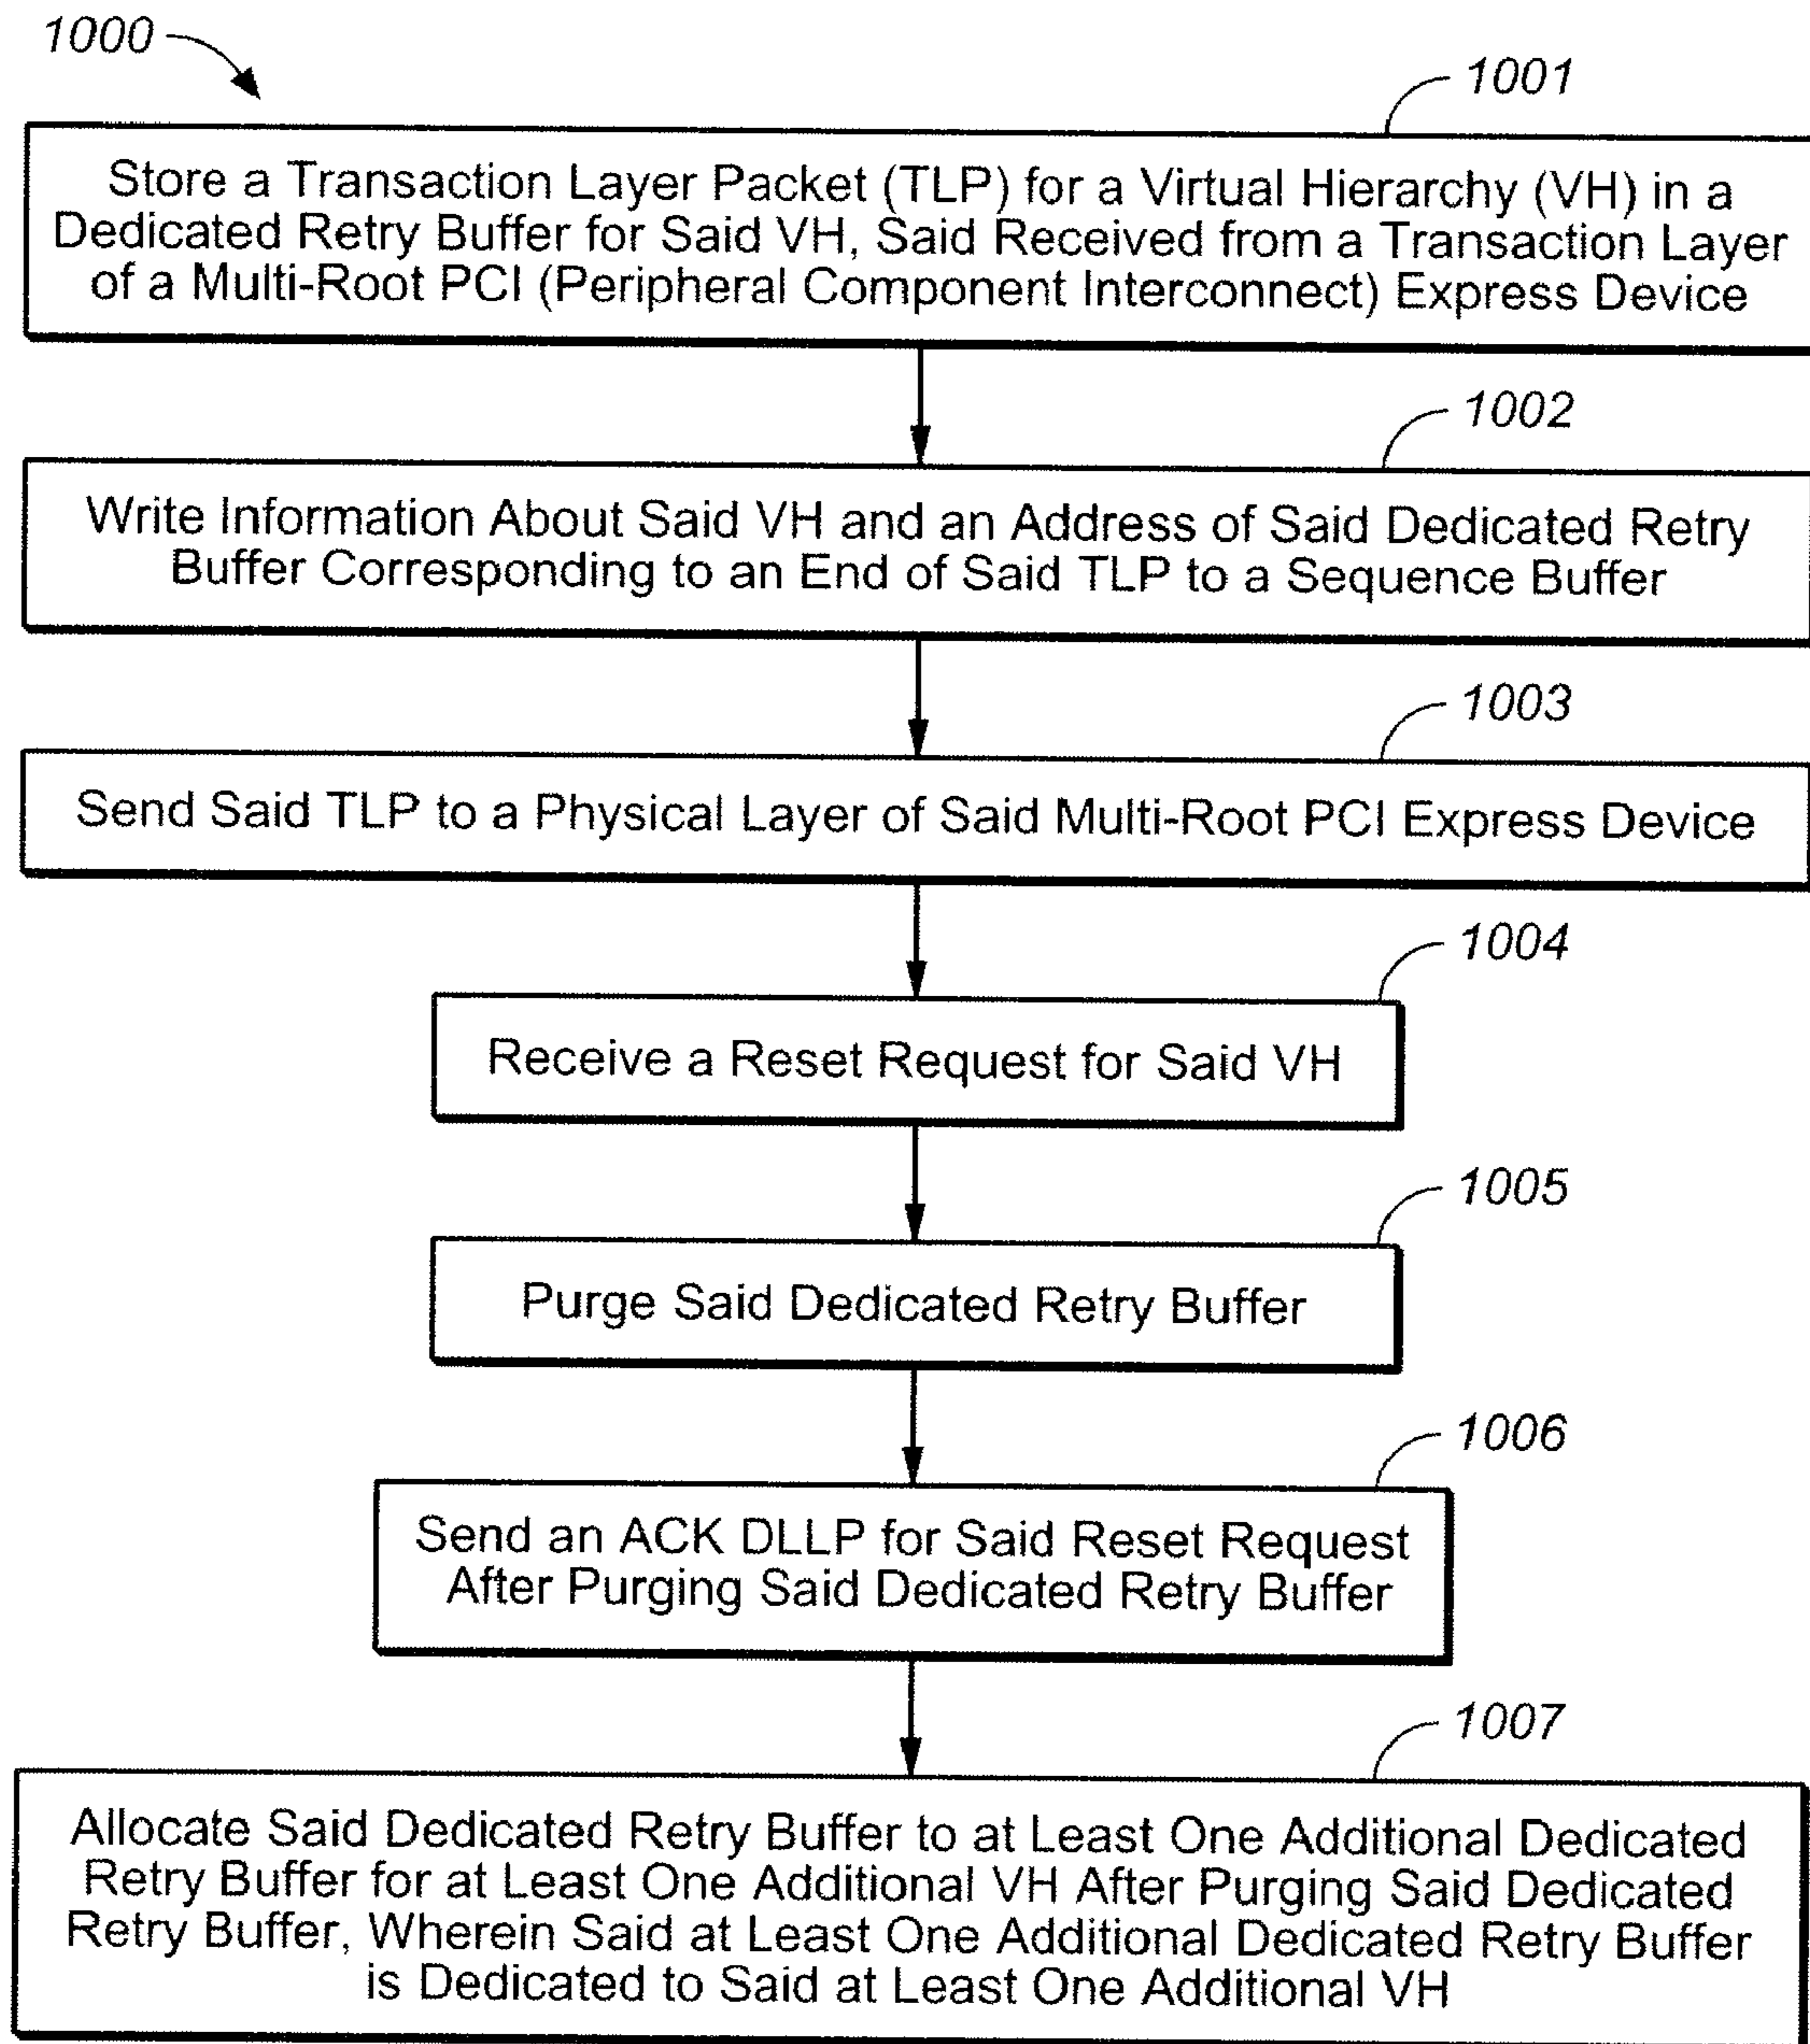 1000
1001
Store a Transaction Layer Packet (TLP) for a Virtual Hierarchy (VH) in a
Dedicated Retry Buffer for Said VH, Said Received from a Transaction Layer
of a Multi-Root PCI (Peripheral Component Interconnect) Express Device
1002
Write Information About Said VH and an Address of Said Dedicated Retry
Buffer Corresponding to an End of Said TLP to a Sequence Buffer
1003
Send Said TLP to a Physical Layer of Said Multi-Root PCI Express Device
1004
Receive a Reset Request for Said VH
1005
Purge Said Dedicated Retry Buffer
1006
Send an ACK DLLP for Said Reset Request
After Purging Said Dedicated Retry Buffer
1007
Allocate Said Dedicated Retry Buffer to at Least One Additional Dedicated
Retry Buffer for at Least One Additional VH After Purging Said Dedicated
Retry Buffer, Wherein Said at Least One Additional Dedicated Retry Buffer
is Dedicated to Said at Least One Additional VH